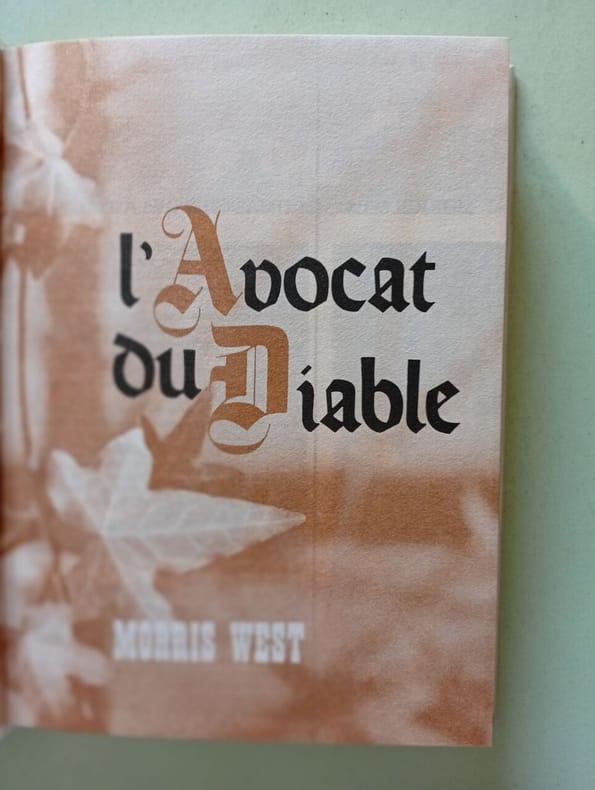 l'Avocat
du Diable
MORRIS WEST